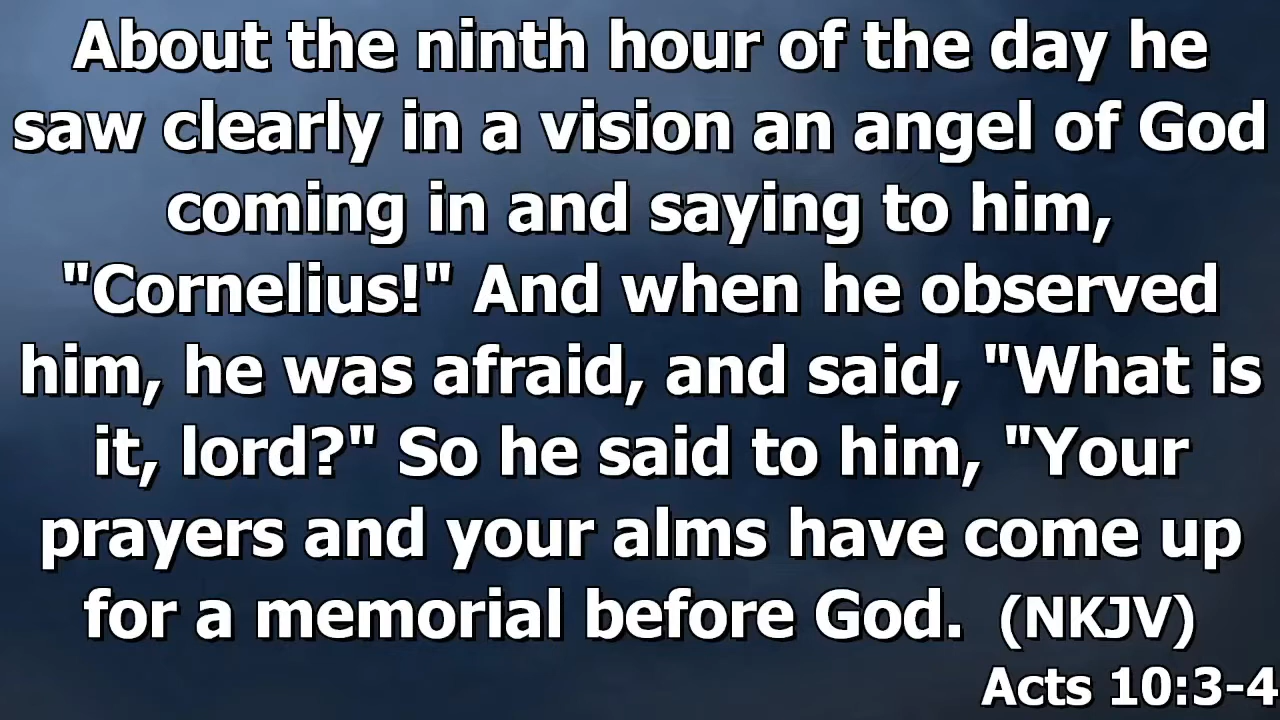 About the ninth hour of the day he
saw clearly in a vision an angel of God
coming in and saying to him,
"Cornelius!" And when he observed
him, he was afraid, and said, "What is
it, lord?" So he said to him, "Your
prayers and your alms have come up
for a memorial before God. (NKJV)
Acts 10:3-4